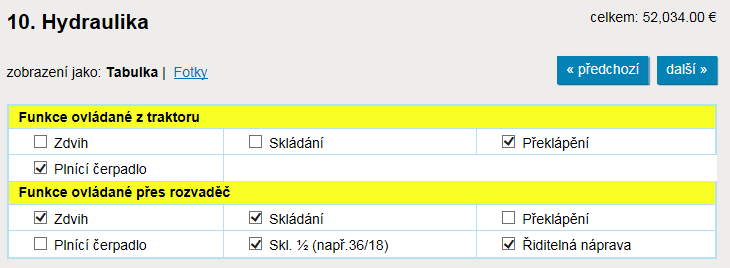 10. Hydraulika
celkem: 52,034.00 €
zobrazení jako: Tabulka | Fotky
« předchozí
další »
Funkce ovládané z traktoru
Zdvih
Skládání
Překlápění
Plnící čerpadlo
Funkce ovládané přes rozvaděč
Zdvih
Skládání
Překlápění
Plnící čerpadlo
Skl. ½ (např.36/18)
Řiditelná náprava